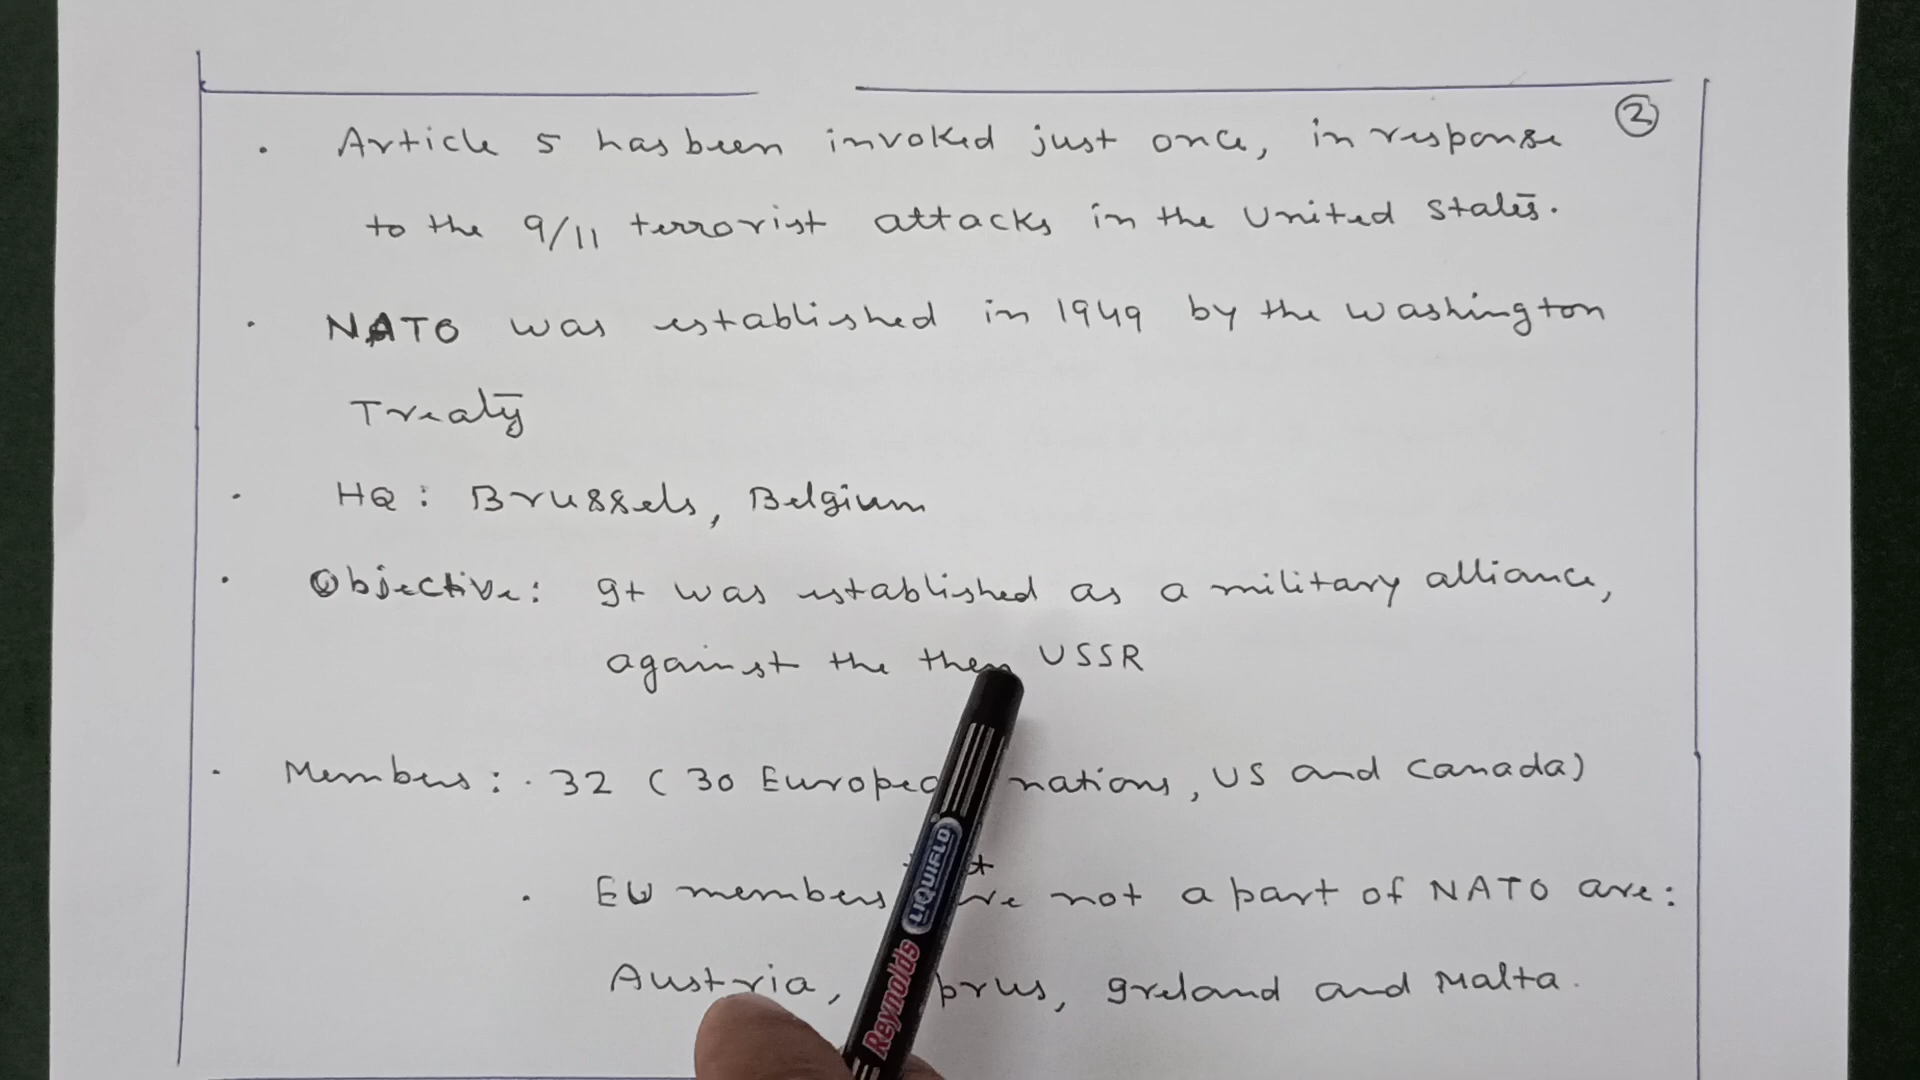 ②
. Article 5 has been invoked just once, in response
to the 9/11 terrorist attacks in the United States.
. NATO was established in 1949 by the Washington
Treaty
. HQ : Brussels, Belgium
. Objective: It was established as a military alliance,
against the then USSR
. Members : . 32 ( 30 nations, US and Canada)
. EU members not a part of NATO are :
Austria, Ireland and Malta.
Reynolds LIQUIFLO